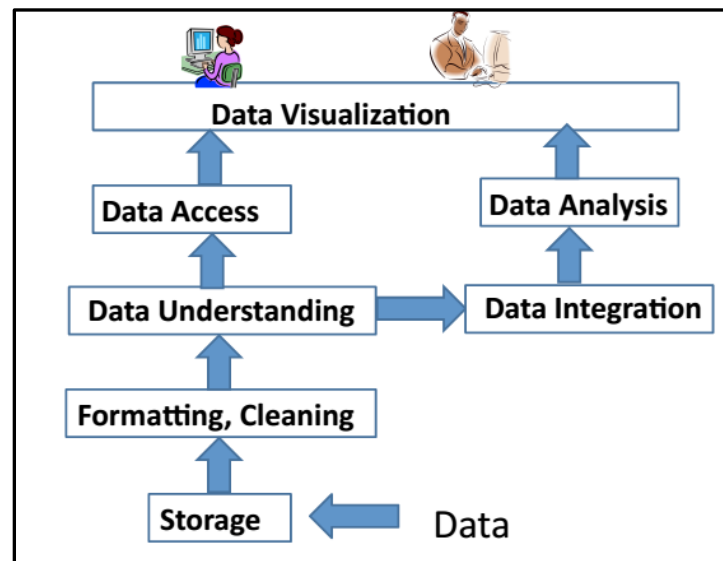 Data Visualization
Data Access
Data Analysis
Data Understanding
Data Integration
Formatting, Cleaning
Storage
Data